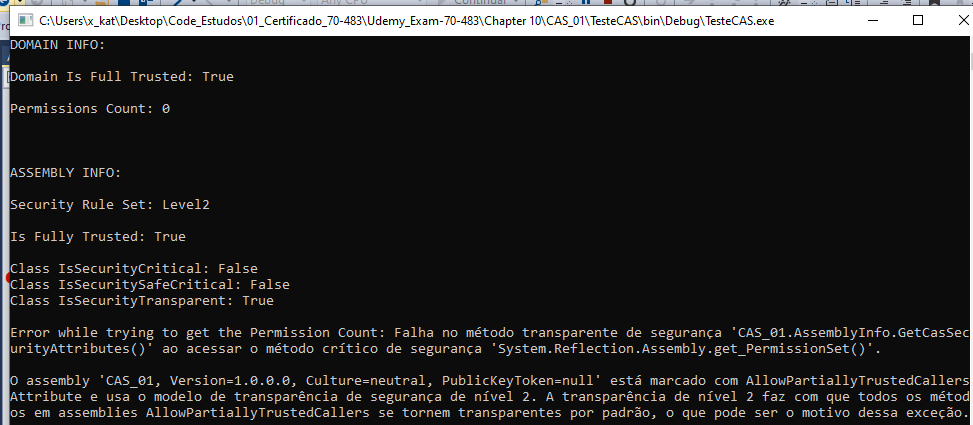 C:\Users\x_kat\Desktop\Code_Estudos\01_Certificado_70-483\Udemy_Exam-70-483\Chapter 10\CAS_01\TesteCAS\bin\Debug\TesteCAS.exe
DOMAIN INFO:
Domain Is Full Trusted: True
Permissions Count: 0
ASSEMBLY INFO:
Security Rule Set: Level2
Is Fully Trusted: True
Class IsSecurityCritical: False
Class IsSecuritySafeCritical: False
Class IsSecurityTransparent: True
Error while trying to get the Permission Count: Falha no método transparente de segurança 'CAS_01.AssemblyInfo.GetCasSec
urityAttributes()' ao acessar o método crítico de segurança 'System.Reflection.Assembly.get_PermissionSet()'.
O assembly 'CAS_01, Version=1.0.0.0, Culture=neutral, PublicKeyToken=null' está marcado com AllowPartiallyTrustedCallers
Attribute e usa o modelo de transparência de segurança de nível 2. A transparência de nível 2 faz com que todos os métod
os em assemblies AllowPartiallyTrustedCallers se tornem transparentes por padrão, o que pode ser o motivo dessa exceção.